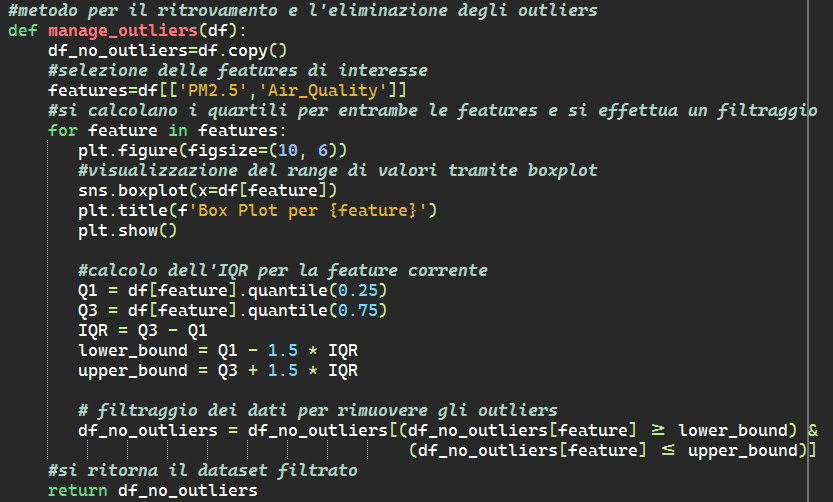 #metodo per il ritrovamento e l'eliminazione degli outliers
def manage_outliers(df):
    df_no_outliers=df.copy()
    #selezione delle features di interesse
    features=df[['PM2.5','Air_Quality']]
    #si calcolano i quartili per entrambe le features e si effettua un filtraggio
    for feature in features:
       plt.figure(figsize=(10, 6))
       #visualizzazione del range di valori tramite boxplot
       sns.boxplot(x=df[feature])
       plt.title(f'Box Plot per {feature}')
       plt.show()

       #calcolo dell'IQR per la feature corrente
       Q1 = df[feature].quantile(0.25)
       Q3 = df[feature].quantile(0.75)
       IQR = Q3 - Q1
       lower_bound = Q1 - 1.5 * IQR
       upper_bound = Q3 + 1.5 * IQR

       # filtraggio dei dati per rimuovere gli outliers
       df_no_outliers = df_no_outliers[(df_no_outliers[feature] ≥ lower_bound) &
                                        (df_no_outliers[feature] ≤ upper_bound)]
    #si ritorna il dataset filtrato
    return df_no_outliers